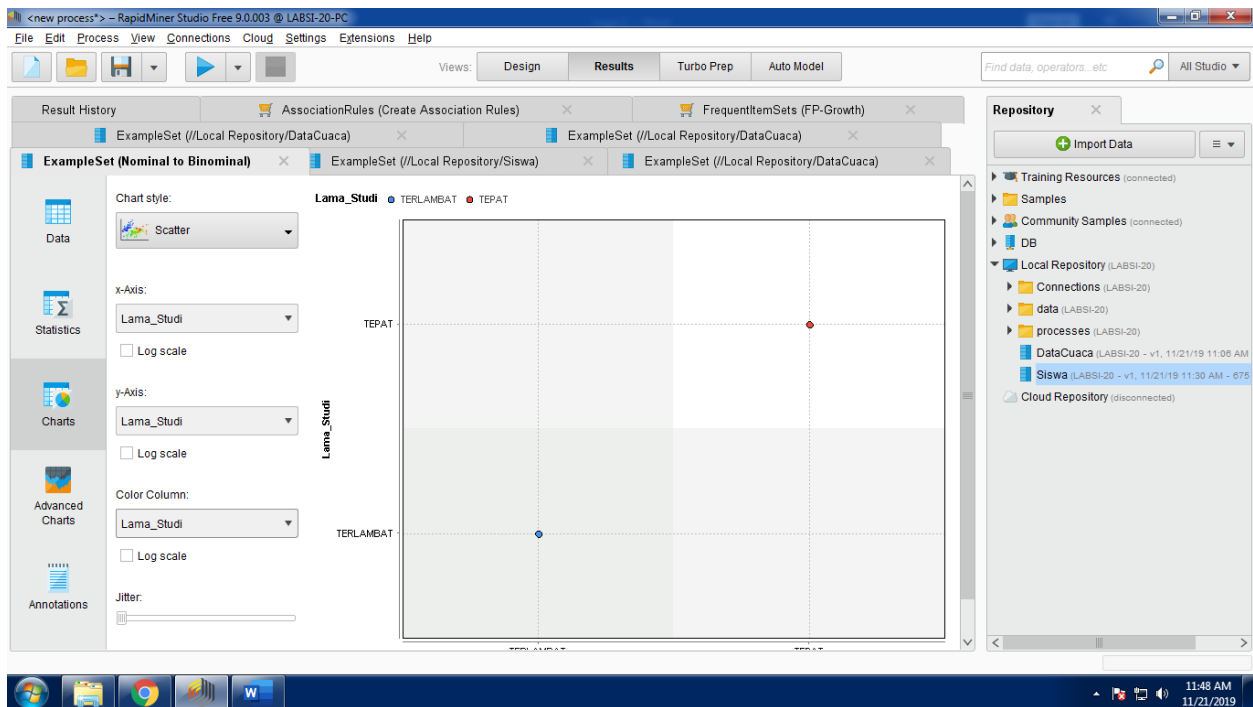 <new process*> – RapidMiner Studio Free 9.0.003 @ LABSI-20-PC
File Edit Process View Connections Cloud Settings Extensions Help
Views: Design Results Turbo Prep Auto Model
Find data, operators...etc All Studio
Result History AssociationRules (Create Association Rules) FrequentItemSets (FP-Growth)
ExampleSet (//Local Repository/DataCuaca) ExampleSet (//Local Repository/DataCuaca)
ExampleSet (Nominal to Binominal) ExampleSet (//Local Repository/Siswa) ExampleSet (//Local Repository/DataCuaca)
Data
Statistics
Charts
Advanced
Charts
Annotations
Chart style:
Scatter
x-Axis:
Lama_Studi
Log scale
y-Axis:
Lama_Studi
Log scale
Color Column:
Lama_Studi
Log scale
Jitter:
Lama_Studi TERLAMBAT TEPAT
TEPAT
Lama_Studi
TERLAMBAT
TERLAMBAT TEPAT
Repository
Import Data
Training Resources (connected)
Samples
Community Samples (connected)
DB
Local Repository (LABSI-20)
Connections (LABSI-20)
data (LABSI-20)
processes (LABSI-20)
DataCuaca (LABSI-20 - v1, 11/21/19 11:06 AM
Siswa (LABSI-20 - v1, 11/21/19 11:30 AM - 675
Cloud Repository (disconnected)
W
11:48 AM
11/21/2019